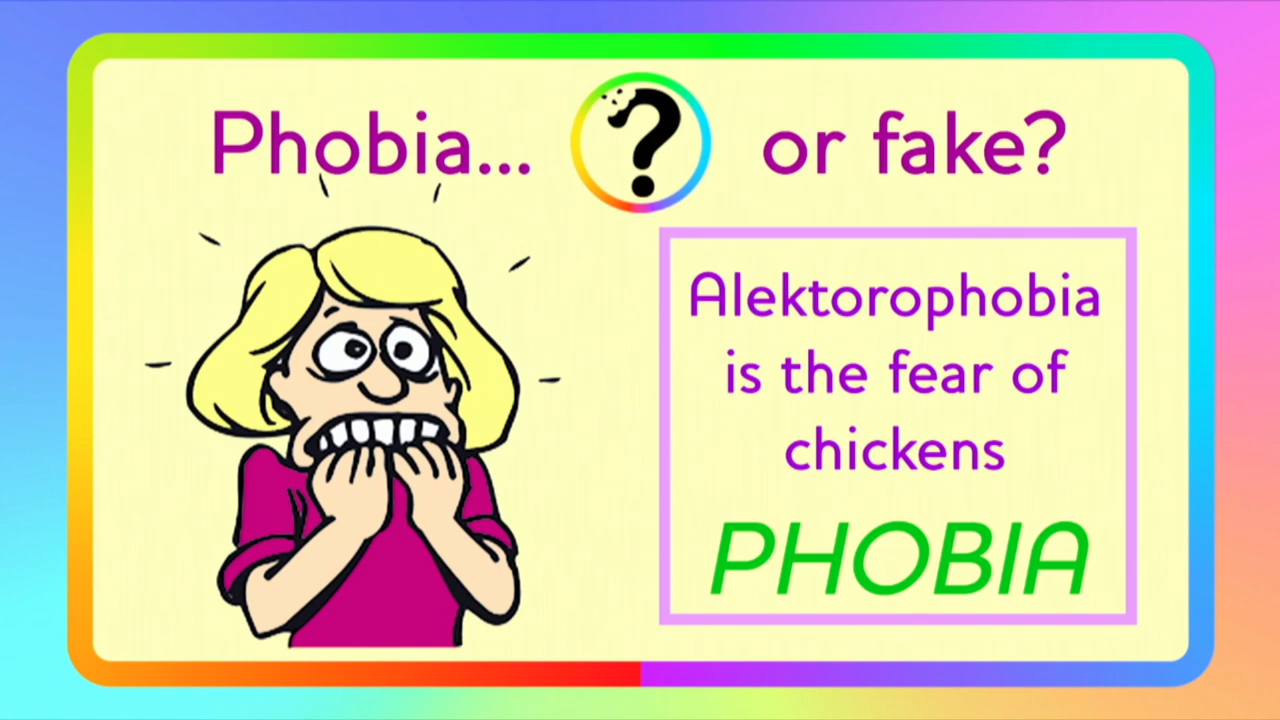 Phobia... ? or fake?
Alektorophobia
is the fear of
chickens
PHOBIA